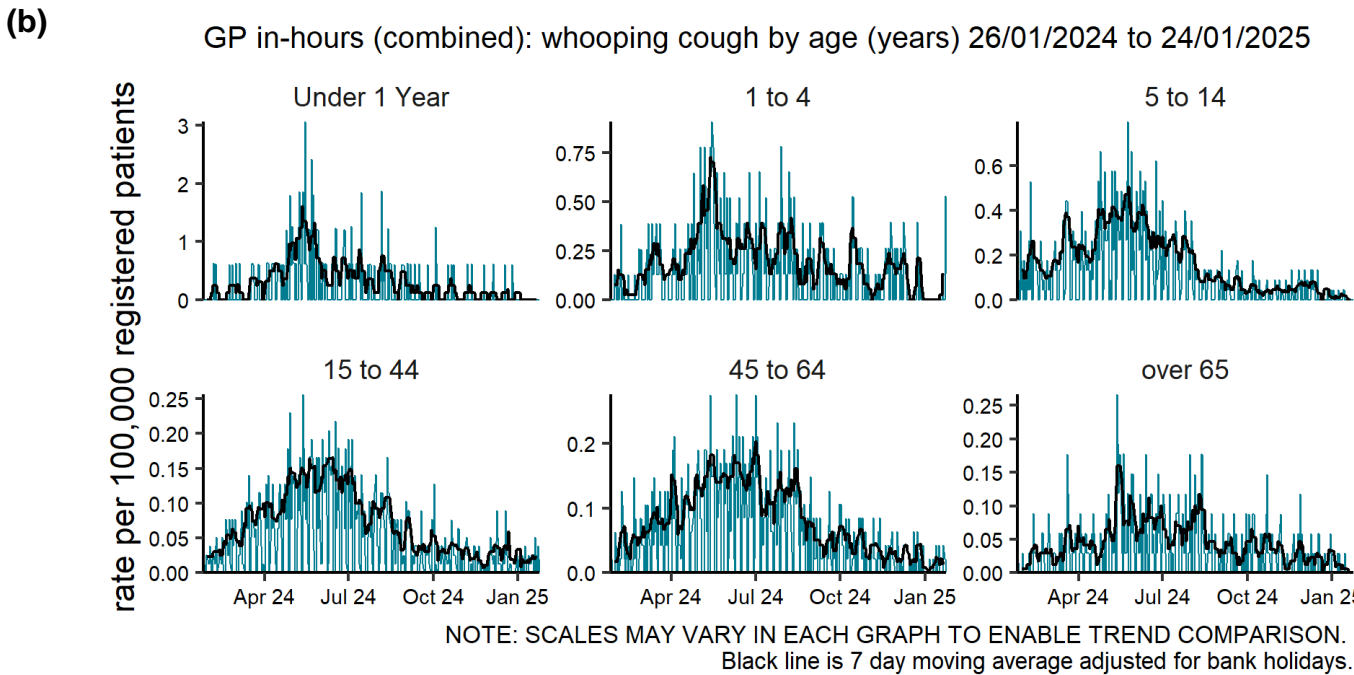 (b)
GP in-hours (combined): whooping cough by age (years) 26/01/2024 to 24/01/2025
rate per 100,000 registered patients
Under 1 Year
3
2
1
0
1 to 4
0.75
0.50
0.25
0.00
5 to 14
0.6
0.4
0.2
0.0
15 to 44
0.25
0.20
0.15
0.10
0.05
0.00
Apr 24 Jul 24 Oct 24 Jan 25
45 to 64
0.2
0.1
0.0
Apr 24 Jul 24 Oct 24 Jan 25
over 65
0.25
0.20
0.15
0.10
0.05
0.00
Apr 24 Jul 24 Oct 24 Jan 2
NOTE: SCALES MAY VARY IN EACH GRAPH TO ENABLE TREND COMPARISON.
Black line is 7 day moving average adjusted for bank holidays.